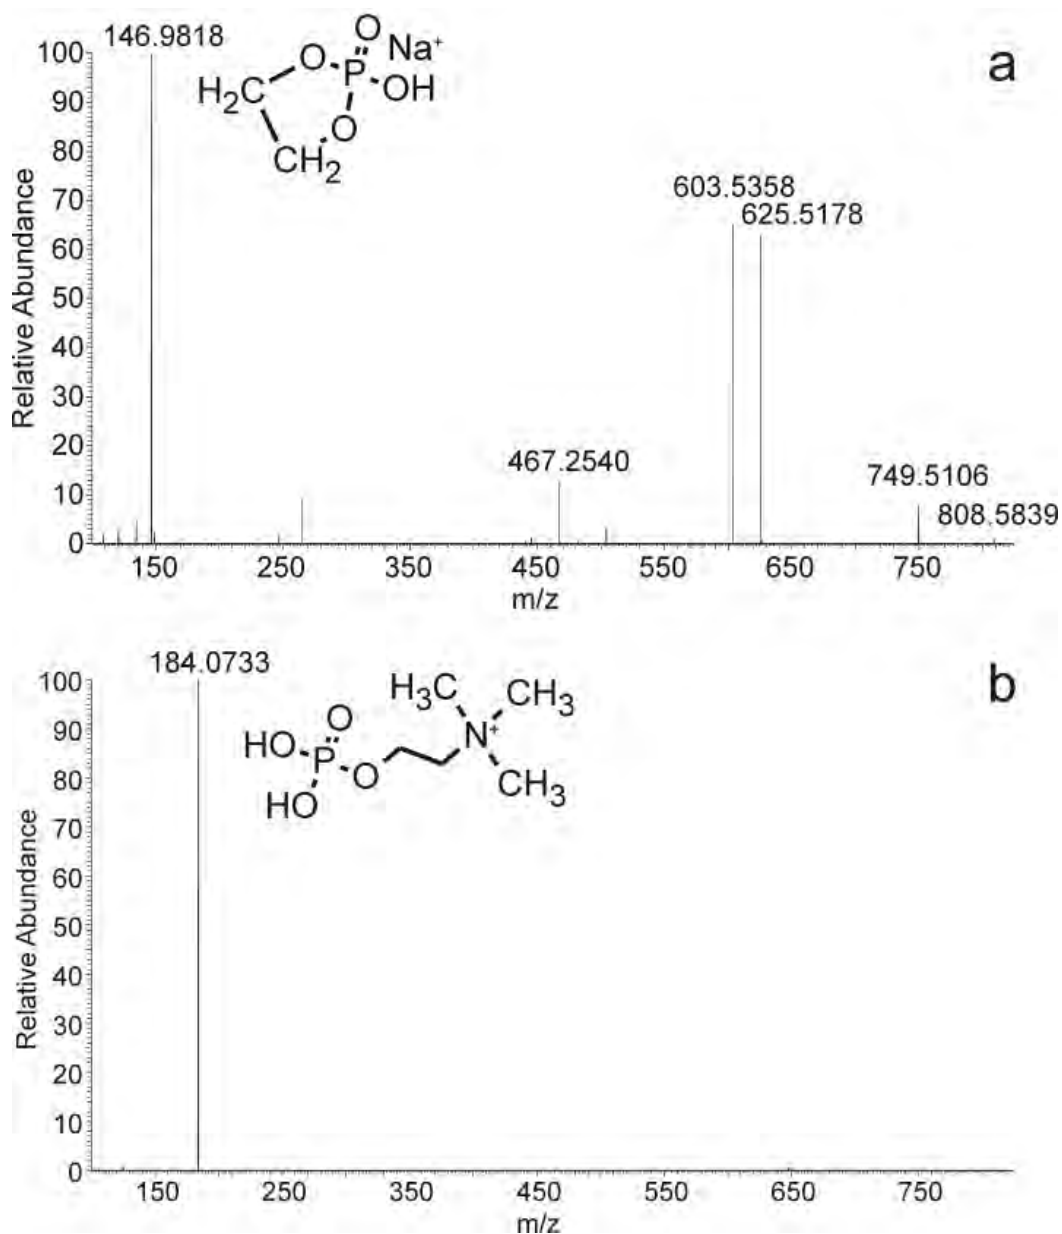 146.9818
a
O
O
P
Na+
OH
H2C
O
CH2
603.5358
625.5178
467.2540
749.5106
808.5839
100
90
80
70
60
50
40
30
20
10
0
Relative Abundance
150 250 350 450 550 650 750
m/z
184.0733
b
H3C
CH3
N+
CH3
O
HO
P
O
HO
100
90
80
70
60
50
40
30
20
10
0
Relative Abundance
150 250 350 450 550 650 750
m/z